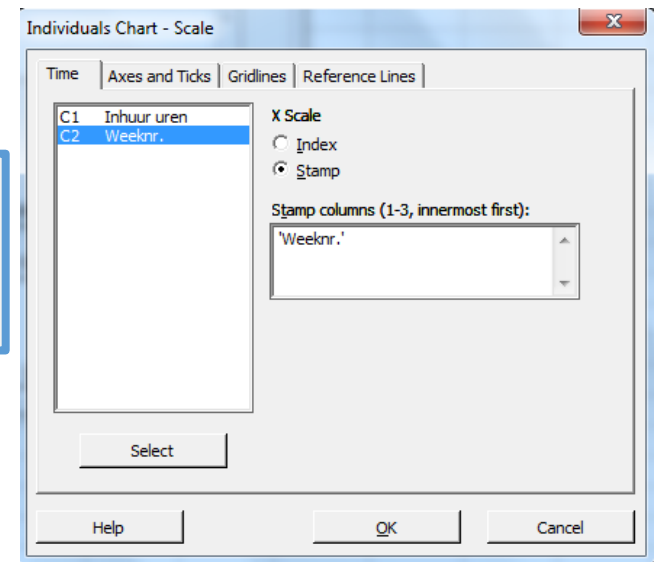 Individuals Chart - Scale
Time Axes and Ticks Gridlines Reference Lines
C1 Inhuur uren
C2 Weeknr.
X Scale
Index
Stamp
Stamp columns (1-3, innermost first):
'Weeknr.'
Select
Help OK Cancel